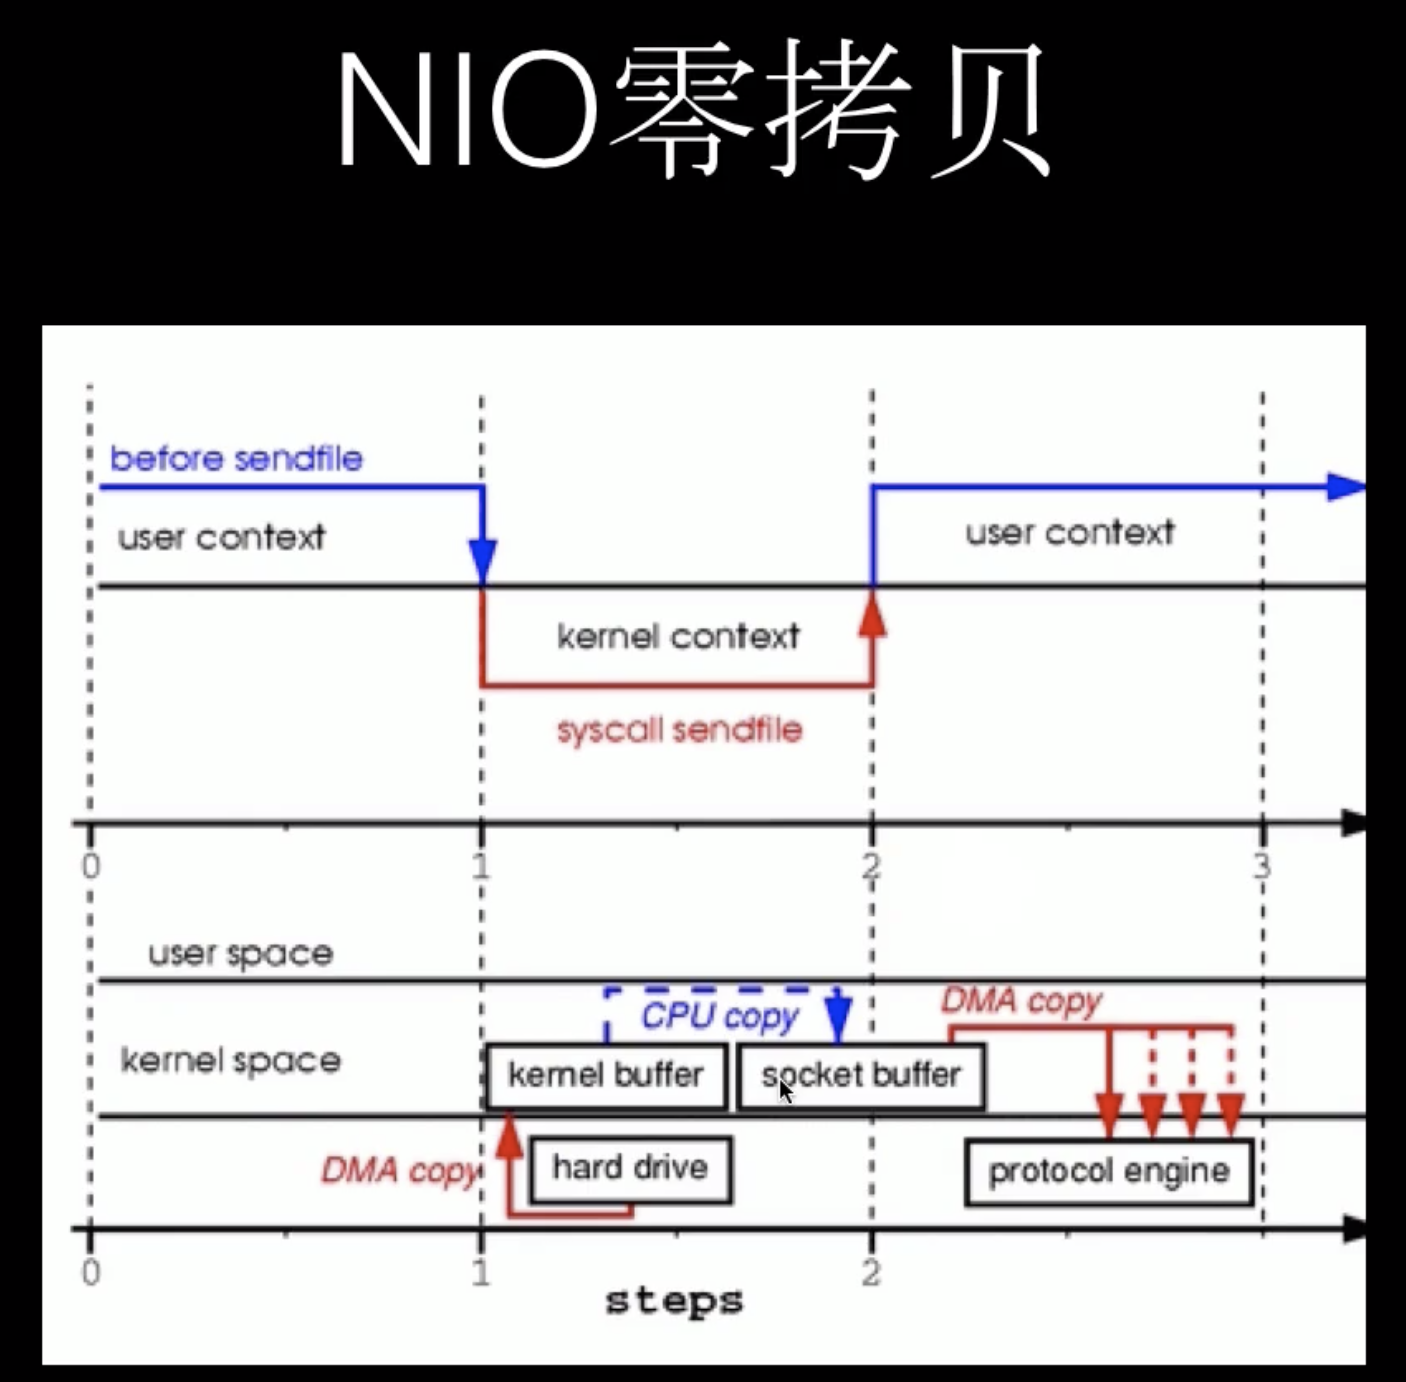 NIO零拷贝
before sendfile
user context
user context
kernel context
syscall sendfile
0 1 2 3
user space
CPU copy
DMA copy
kernel space
kernel buffer
socket buffer
DMA copy
hard drive
protocol engine
0 1 2
steps